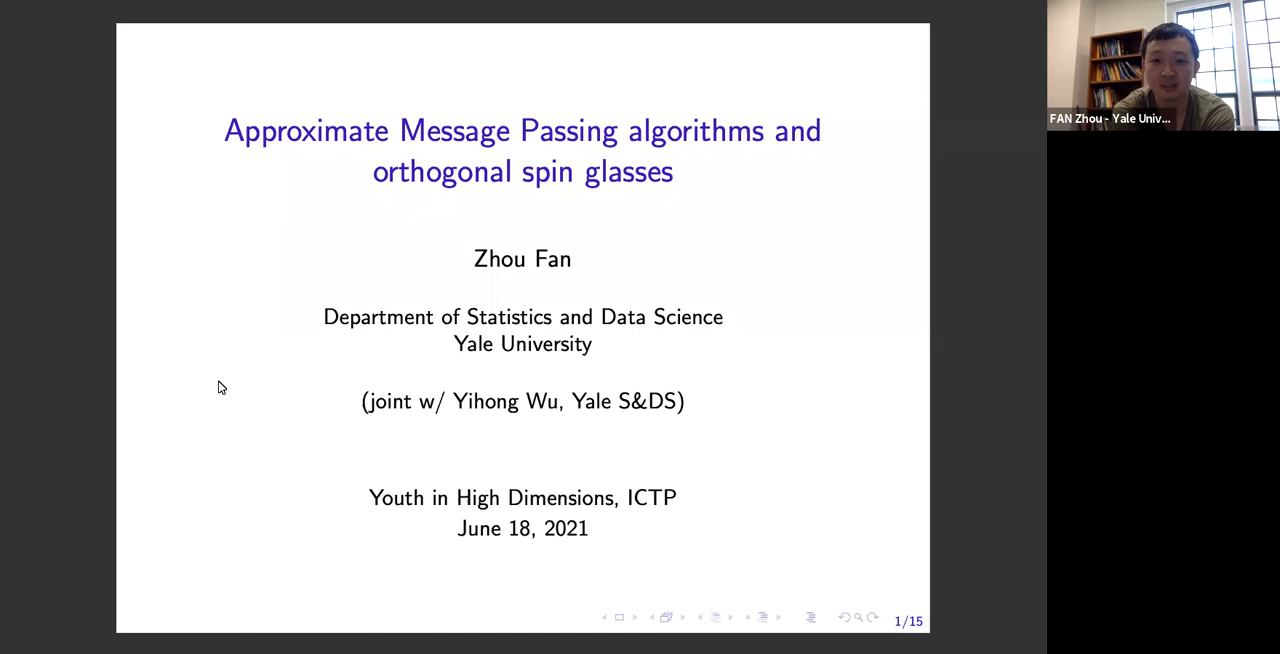 Approximate Message Passing algorithms and
orthogonal spin glasses
Zhou Fan
Department of Statistics and Data Science
Yale University
(joint w/ Yihong Wu, Yale S&DS)
Youth in High Dimensions, ICTP
June 18, 2021
1/15
FAN Zhou - Yale Univ...